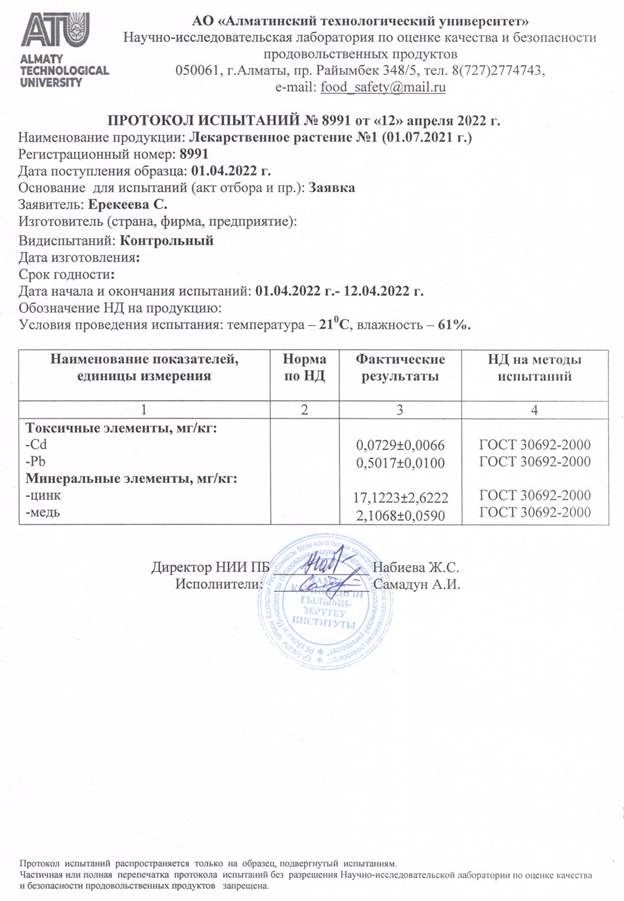 ATU
ALMATY
TECHNOLOGICAL
UNIVERSITY
АО «Алматинский технологический университет»
Научно-исследовательская лаборатория по оценке качества и безопасности
продовольственных продуктов
050061, г.Алматы, пр. Райымбек 348/5, тел. 8(727)2774743,
e-mail: food_safety@mail.ru
ПРОТОКОЛ ИСПЫТАНИЙ № 8991 от «12» апреля 2022 г.
Наименование продукции: Лекарственное растение №1 (01.07.2021 г.)
Регистрационный номер: 8991
Дата поступления образца: 01.04.2022 г.
Основание для испытаний (акт отбора и пр.): Заявка
Заявитель: Ерекеева С.
Изготовитель (страна, фирма, предприятие):
Видиспытаний: Контрольный
Дата изготовления:
Срок годности:
Дата начала и окончания испытаний: 01.04.2022 г.- 12.04.2022 г.
Обозначение НД на продукцию:
Условия проведения испытания: температура – 21⁰С, влажность – 61%.
Наименование показателей, Норма Фактические НД на методы
единицы измерения по НД результаты испытаний
1 2 3 4
Токсичные элементы, мг/кг:
-Cd 0,0729±0,0066 ГОСТ 30692-2000
-Pb 0,5017±0,0100 ГОСТ 30692-2000
Минеральные элементы, мг/кг:
-цинк 17,1223±2,6222 ГОСТ 30692-2000
-медь 2,1068±0,0590 ГОСТ 30692-2000
Директор НИИ ПБ Набиева Ж.С.
Исполнители: Самадун А.И.
ҒЫЛЫМИ-
ЗЕРТТЕУ
ИНСТИТУТЫ
Протокол испытаний распространяется только на образец, подвергнутый испытаниям.
Частичная или полная перепечатка протокола испытаний без разрешения Научно-исследовательской лаборатории по оценке качества
и безопасности продовольственных продуктов запрещена.